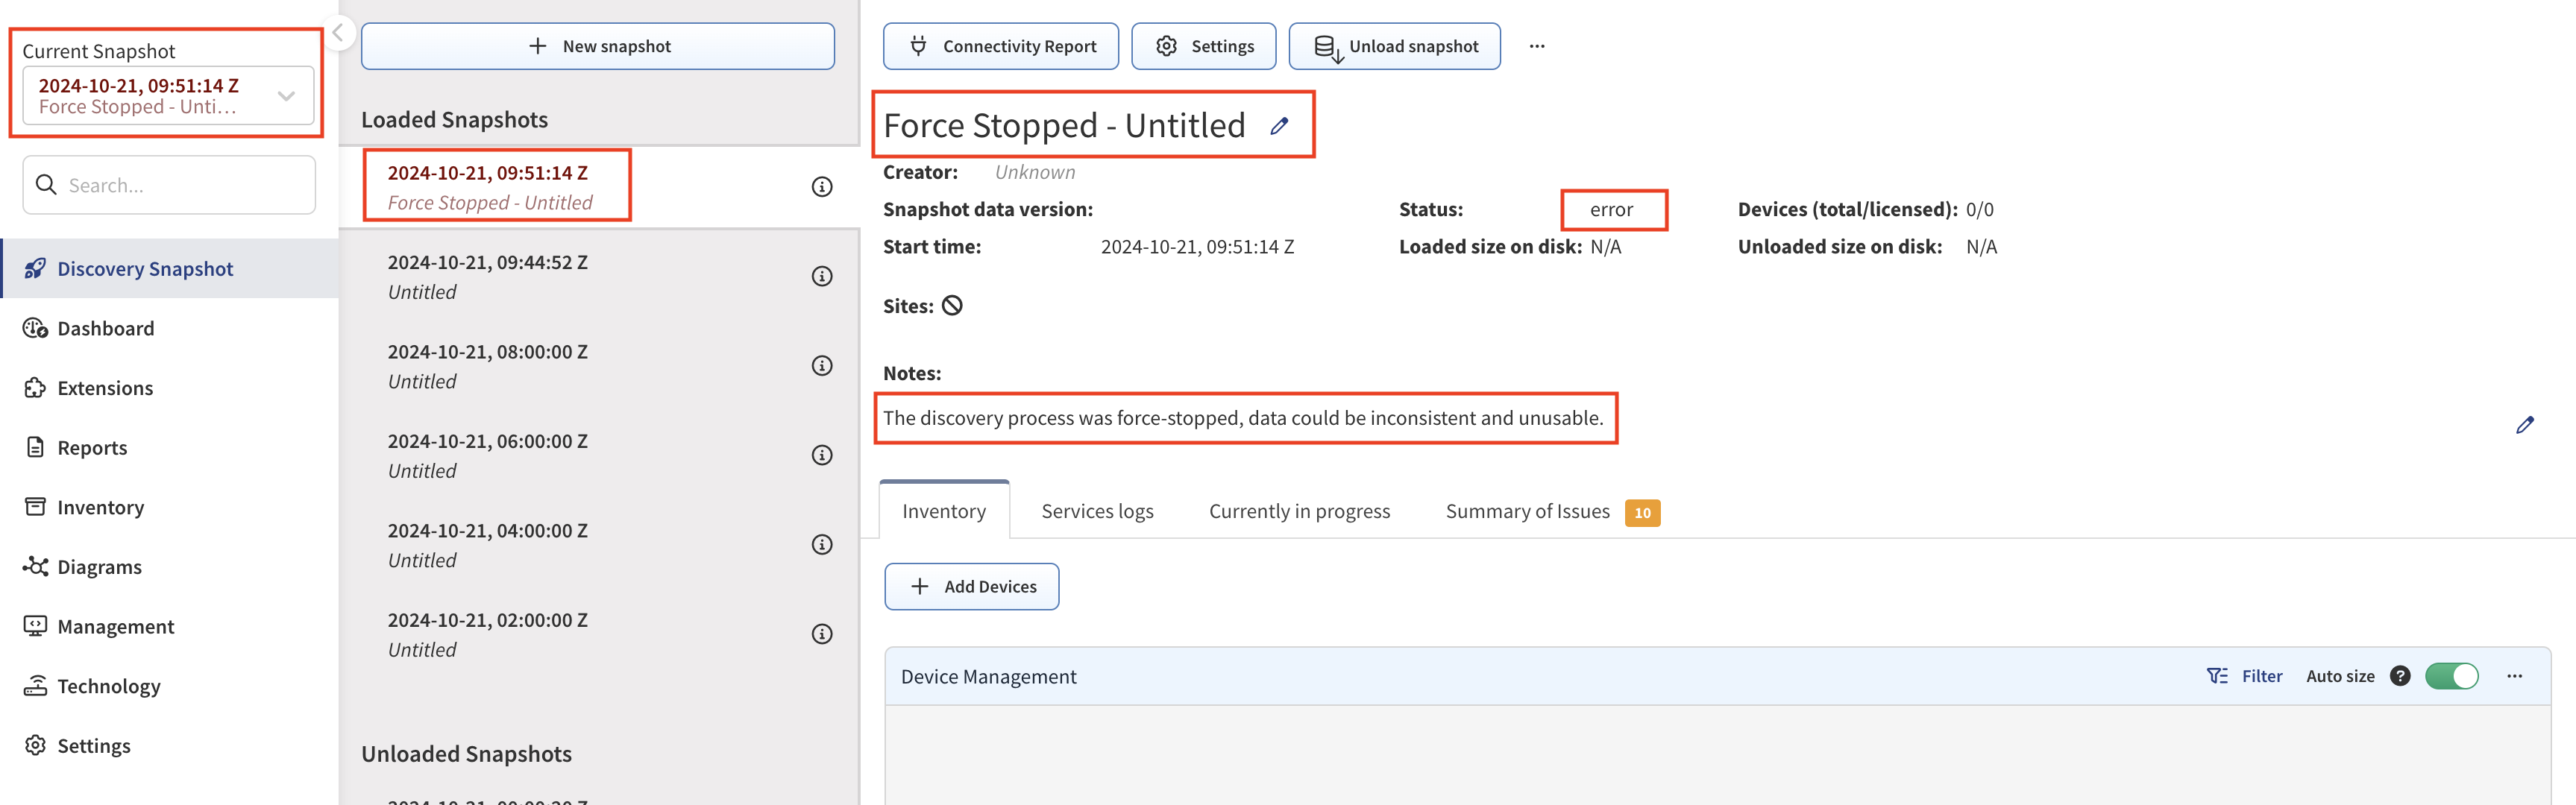 Current Snapshot
2024-10-21, 09:51:14 Z
Force Stopped - Unti...
Search...
Discovery Snapshot
Dashboard
Extensions
Reports
Inventory
Diagrams
Management
Technology
Settings
New snapshot
Loaded Snapshots
2024-10-21, 09:51:14 Z
Force Stopped - Untitled
2024-10-21, 09:44:52 Z
Untitled
2024-10-21, 08:00:00 Z
Untitled
2024-10-21, 06:00:00 Z
Untitled
2024-10-21, 04:00:00 Z
Untitled
2024-10-21, 02:00:00 Z
Untitled
Unloaded Snapshots
Connectivity Report Settings Unload snapshot ...
Force Stopped - Untitled
Creator: Unknown
Snapshot data version: Status: error Devices (total/licensed): 0/0
Start time: 2024-10-21, 09:51:14 Z Loaded size on disk: N/A Unloaded size on disk: N/A
Sites:
Notes:
The discovery process was force-stopped, data could be inconsistent and unusable.
Inventory Services logs Currently in progress Summary of Issues 10
Add Devices
Device Management Filter Auto size ? ...